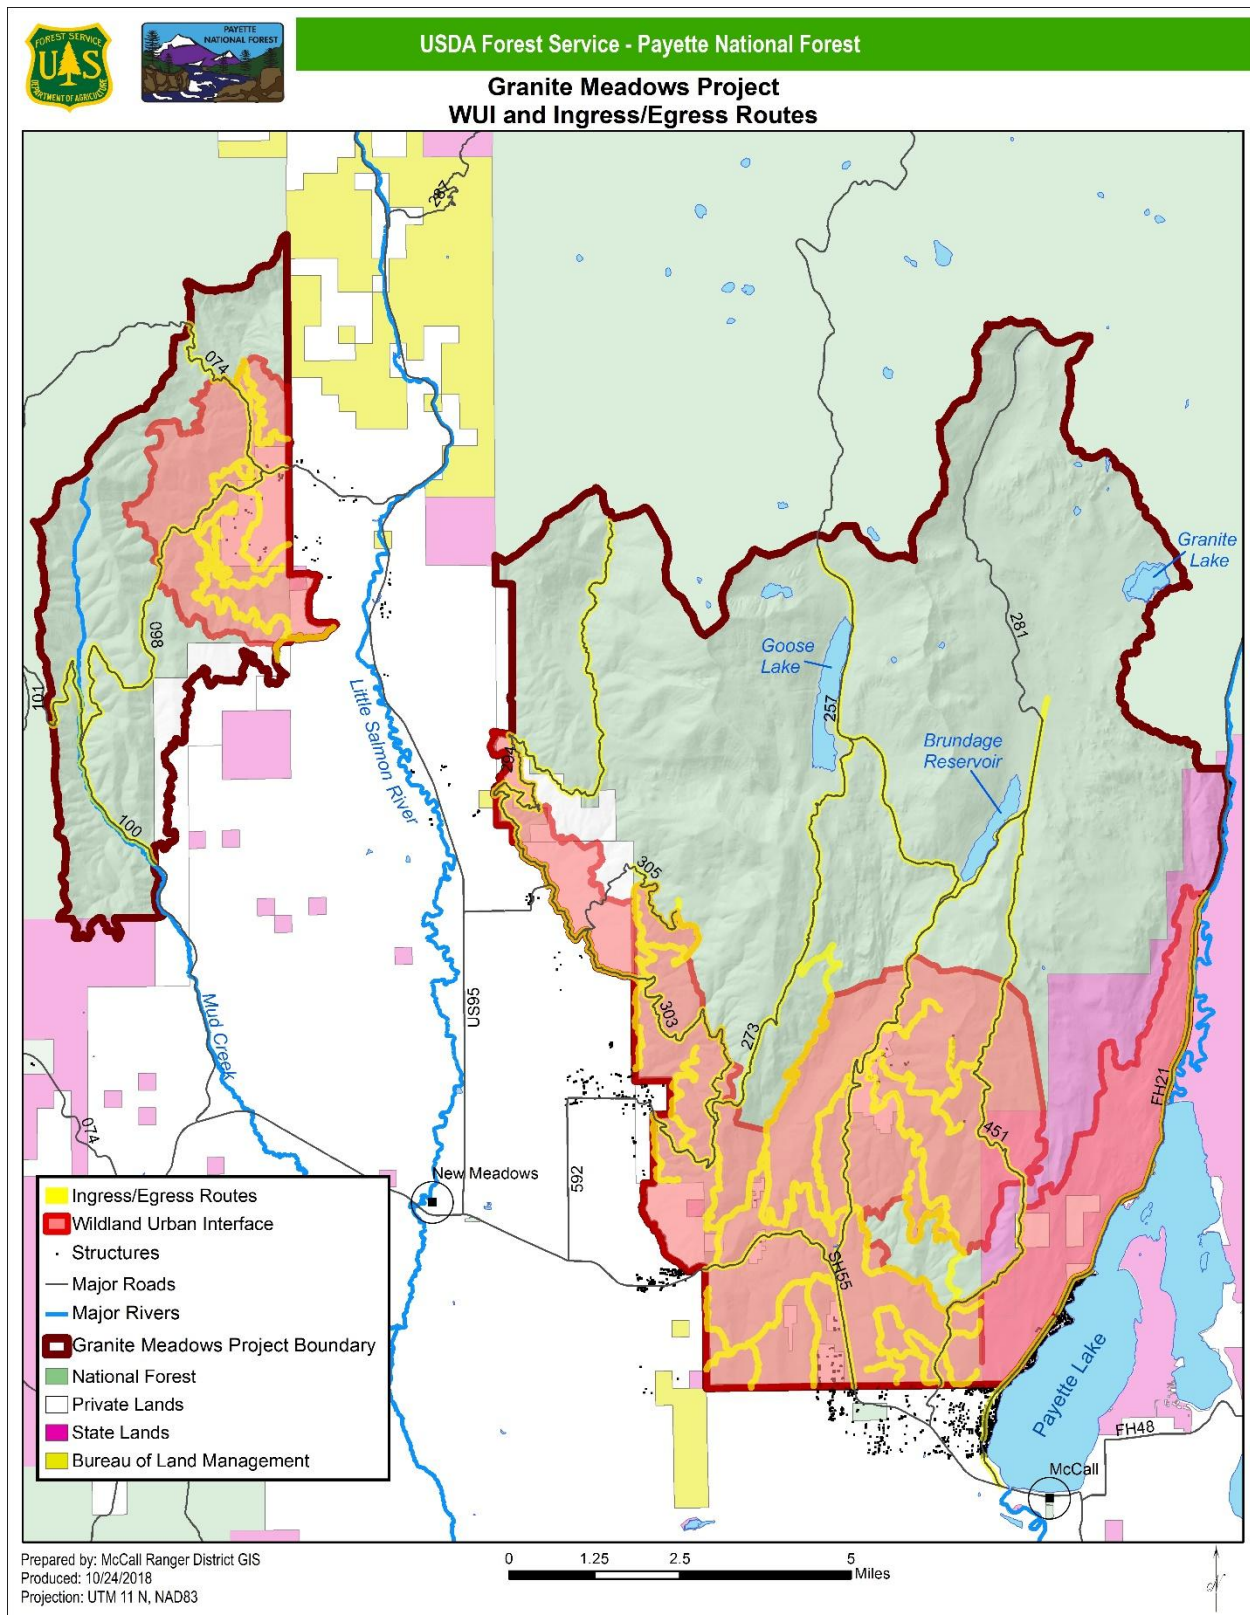 FOREST SERVICE
U S
DEPARTMENT OF AGRICULTURE
PAYETTE
NATIONAL FOREST
USDA Forest Service - Payette National Forest
Granite Meadows Project
WUI and Ingress/Egress Routes
287
074
Granite
Lake
281
Goose
Lake
257
860
101
Little Salmon River
Brundage
Reservoir
100
305
US95
Mud Creek
303
273
FH21
074
451
592
New Meadows
SH55
Payette Lake
FH48
McCall
Ingress/Egress Routes
Wildland Urban Interface
Structures
Major Roads
Major Rivers
Granite Meadows Project Boundary
National Forest
Private Lands
State Lands
Bureau of Land Management
Prepared by: McCall Ranger District GIS
Produced: 10/24/2018
Projection: UTM 11 N, NAD83
0 1.25 2.5 5
Miles
N